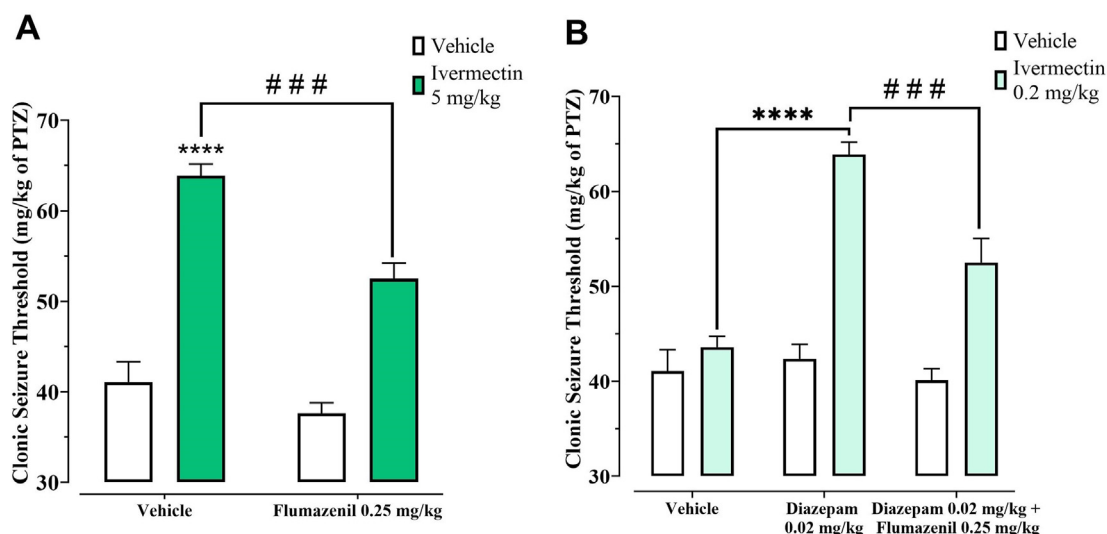 A
Vehicle
Ivermectin
5 mg/kg
# # #
****
Clonic Seizure Threshold (mg/kg of PTZ)
70
60
50
40
30
Vehicle
Flumazenil 0.25 mg/kg
B
Vehicle
Ivermectin
0.2 mg/kg
****
# # #
Clonic Seizure Threshold (mg/kg of PTZ)
70
60
50
40
30
Vehicle
Diazepam
0.02 mg/kg
Diazepam 0.02 mg/kg +
Flumazenil 0.25 mg/kg